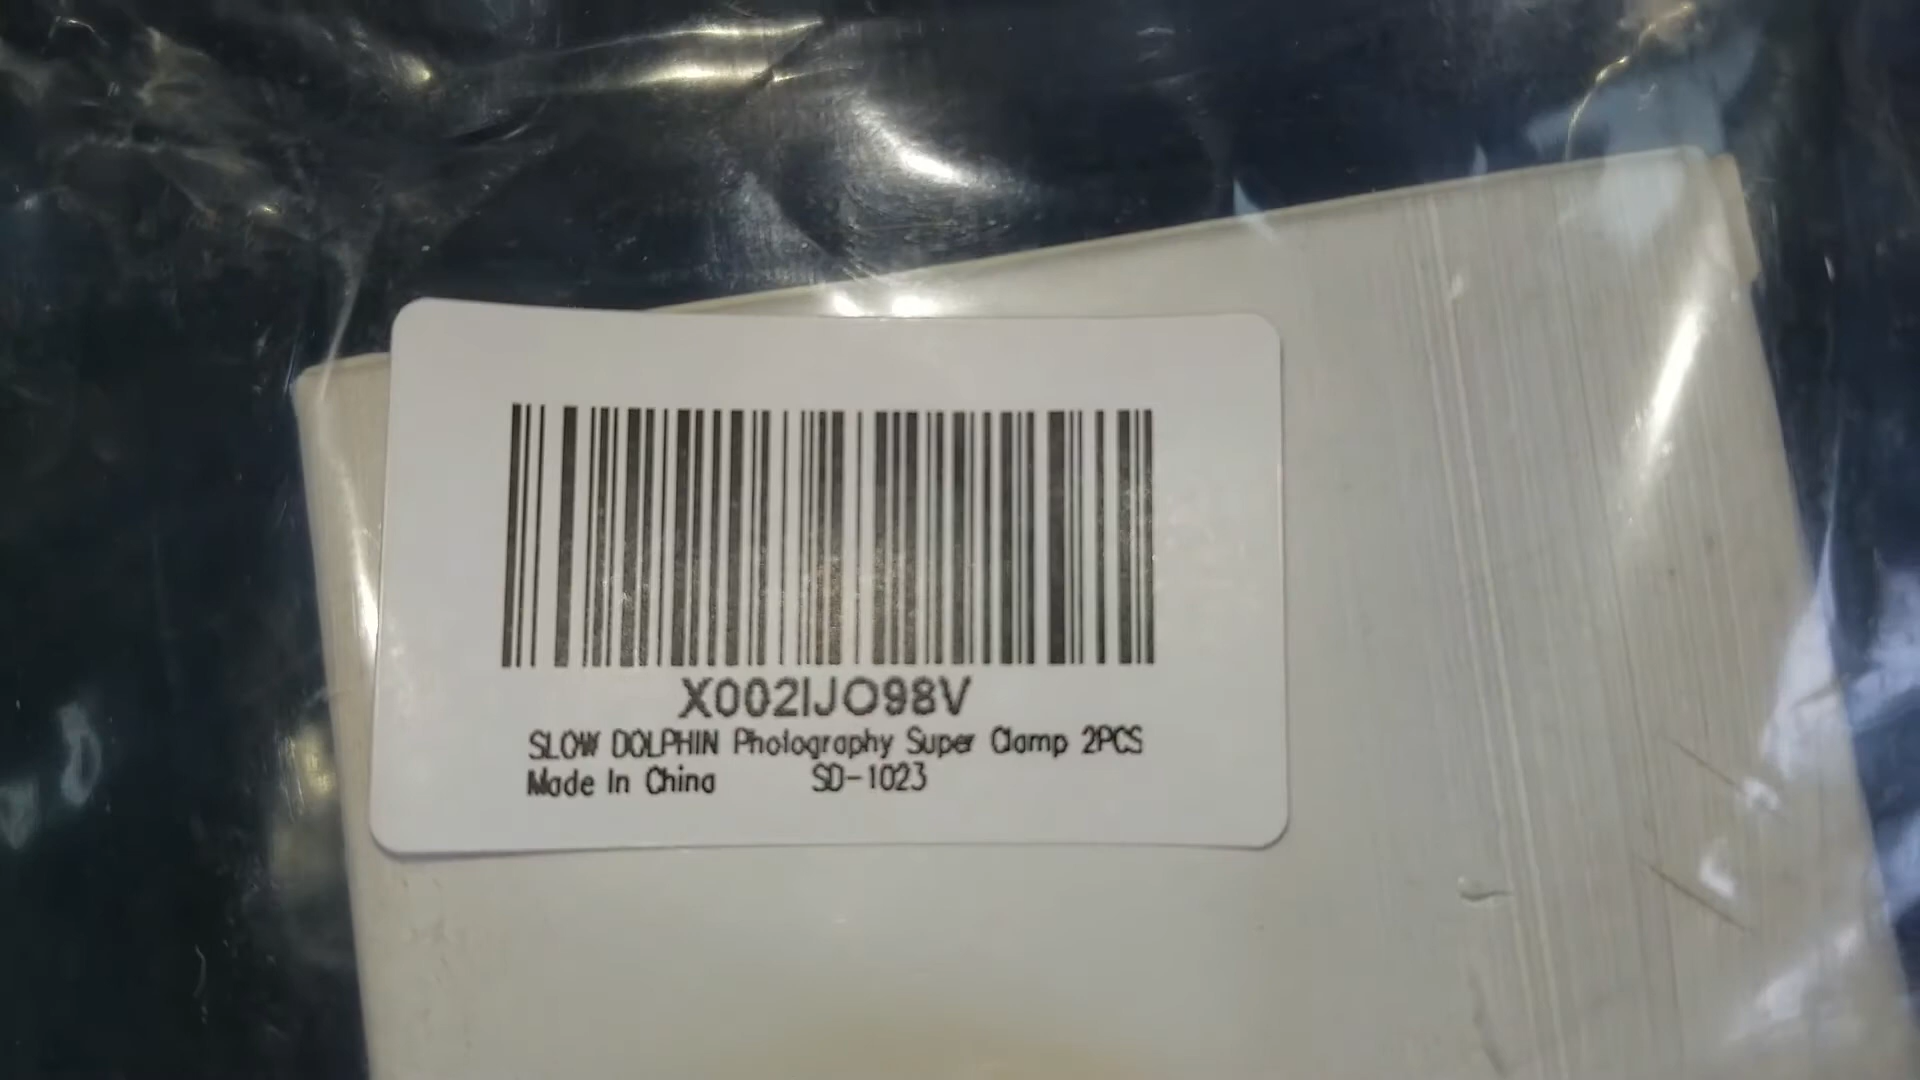 X002IJO98V
SLOW DOLPHIN Photography Super Clamp 2PCS
Made In China SD-1023